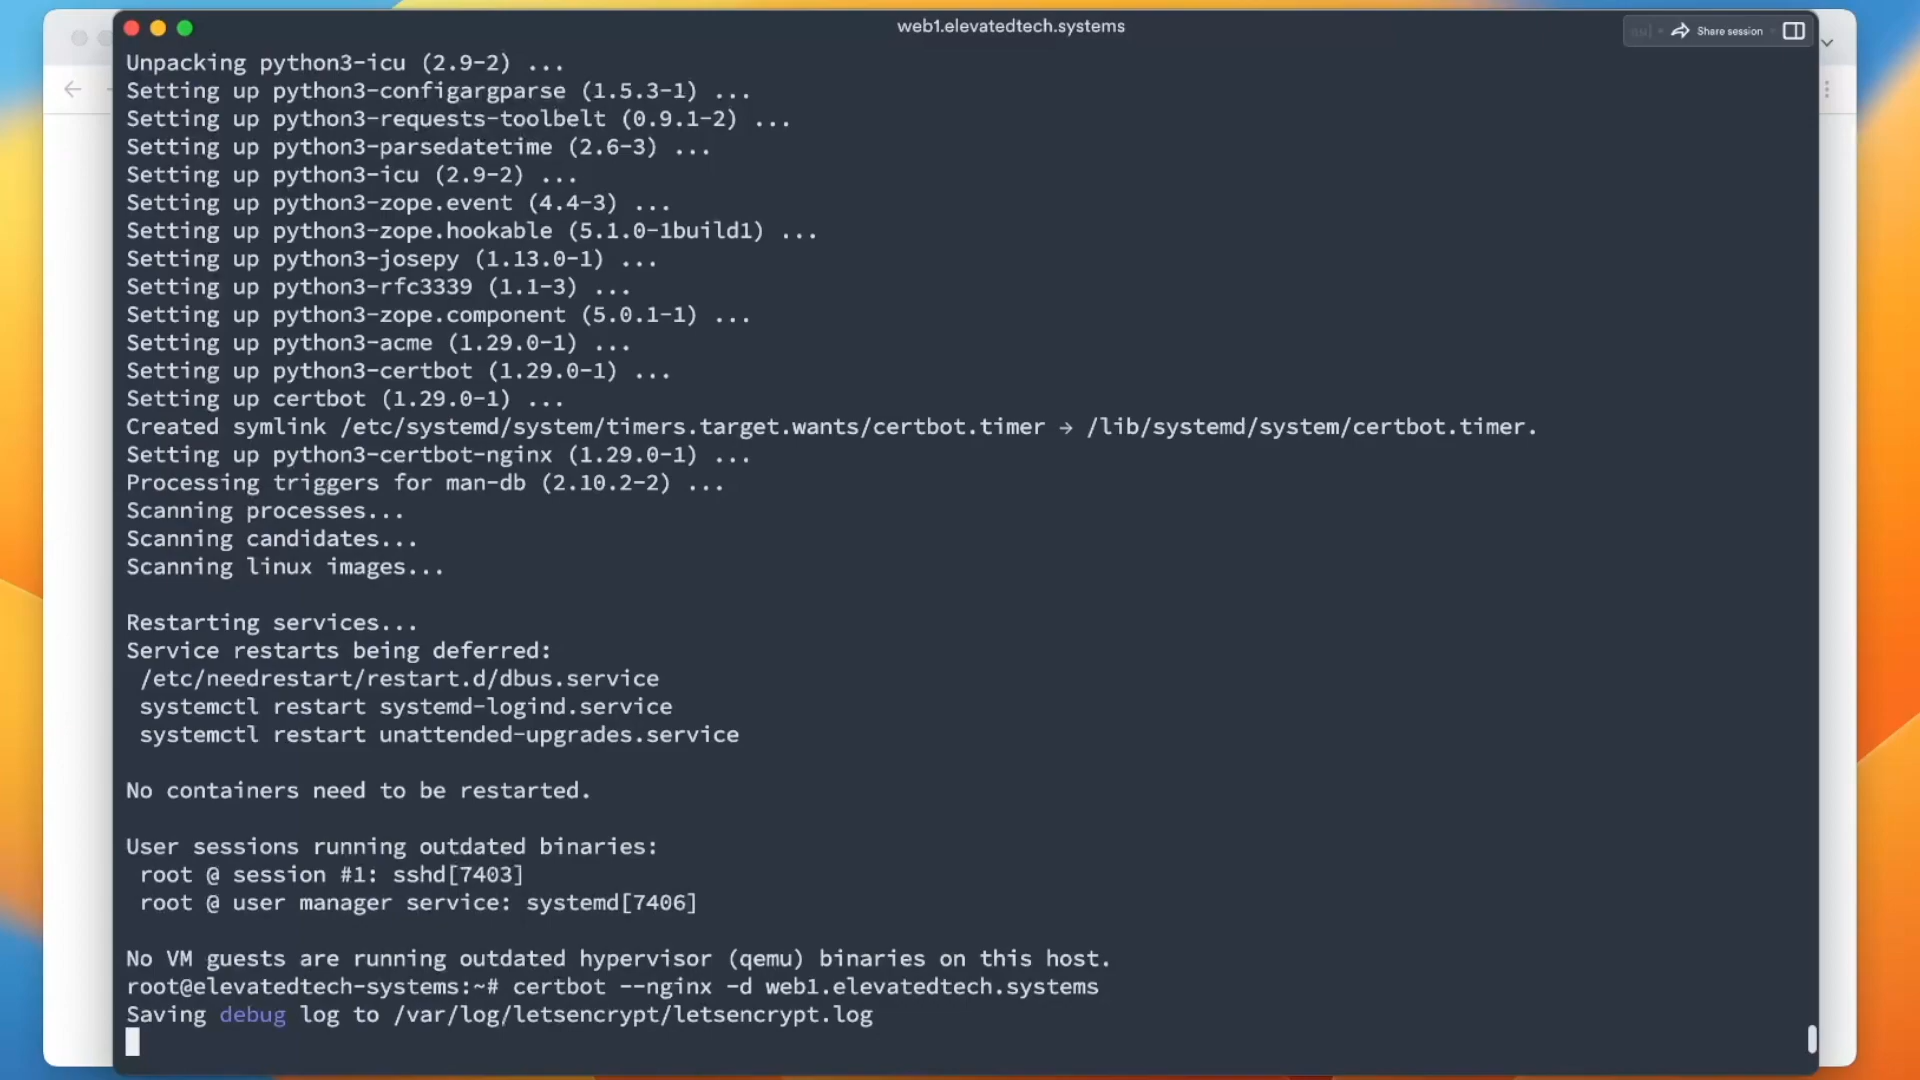 web1.elevatedtech.systems
Share session
Unpacking python3-icu (2.9-2) ...
Setting up python3-configargparse (1.5.3-1) ...
Setting up python3-requests-toolbelt (0.9.1-2) ...
Setting up python3-parsedatetime (2.6-3) ...
Setting up python3-icu (2.9-2) ...
Setting up python3-zope.event (4.4-3) ...
Setting up python3-zope.hookable (5.1.0-1build1) ...
Setting up python3-josepy (1.13.0-1) ...
Setting up python3-rfc3339 (1.1-3) ...
Setting up python3-zope.component (5.0.1-1) ...
Setting up python3-acme (1.29.0-1) ...
Setting up python3-certbot (1.29.0-1) ...
Setting up certbot (1.29.0-1) ...
Created symlink /etc/systemd/system/timers.target.wants/certbot.timer → /lib/systemd/system/certbot.timer.
Setting up python3-certbot-nginx (1.29.0-1) ...
Processing triggers for man-db (2.10.2-2) ...
Scanning processes...
Scanning candidates...
Scanning linux images...
Restarting services...
Service restarts being deferred:
/etc/needrestart/restart.d/dbus.service
systemctl restart systemd-logind.service
systemctl restart unattended-upgrades.service
No containers need to be restarted.
User sessions running outdated binaries:
root @ session #1: sshd[7403]
root @ user manager service: systemd[7406]
No VM guests are running outdated hypervisor (qemu) binaries on this host.
root@elevatedtech-systems:~# certbot --nginx -d web1.elevatedtech.systems
Saving debug log to /var/log/letsencrypt/letsencrypt.log